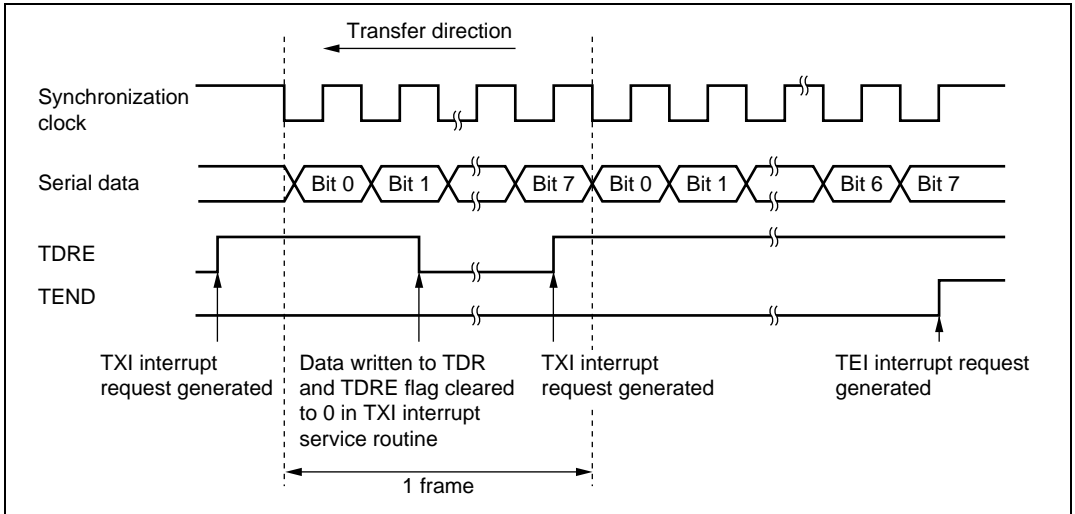 Transfer direction
Synchronization
clock
Serial data
Bit 0
Bit 1
Bit 7
Bit 0
Bit 1
Bit 6
Bit 7
TDRE
TEND
TXI interrupt
request generated
Data written to TDR
and TDRE flag cleared
to 0 in TXI interrupt
service routine
TXI interrupt
request generated
TEI interrupt request
generated
1 frame